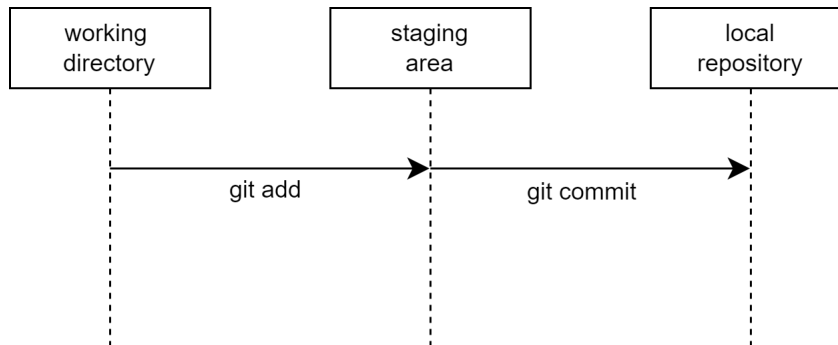 working
directory
staging
area
local
repository
git add
git commit